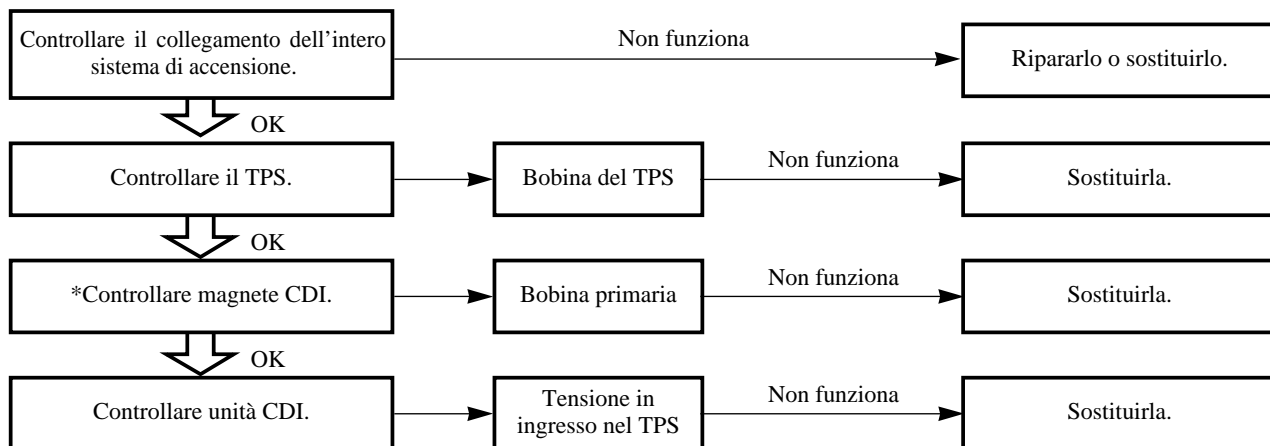 Controllare il collegamento dell’intero
sistema di accensione.
Non funziona
Ripararlo o sostituirlo.
OK
Controllare il TPS.
Bobina del TPS
Non funziona
Sostituirla.
OK
*Controllare magnete CDI.
Bobina primaria
Non funziona
Sostituirla.
OK
Controllare unità CDI.
Tensione in
ingresso nel TPS
Non funziona
Sostituirla.